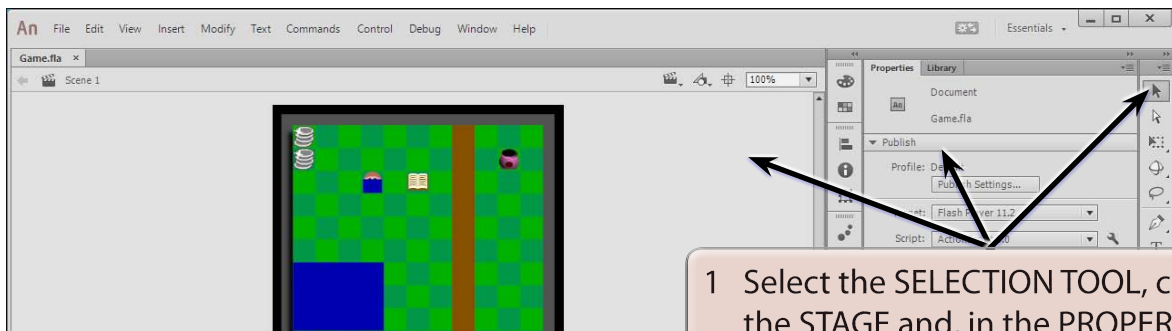 An File Edit View Insert Modify Text Commands Control Debug Window Help Essentials
Game.fla ×
Scene 1 100%
Properties Library
Document
An
Game.fla
Publish
Profile:
Publish Settings...
Flash Player 11.2
Script:
1 Select the SELECTION TOOL, c
the STAGE and, in the PROPER